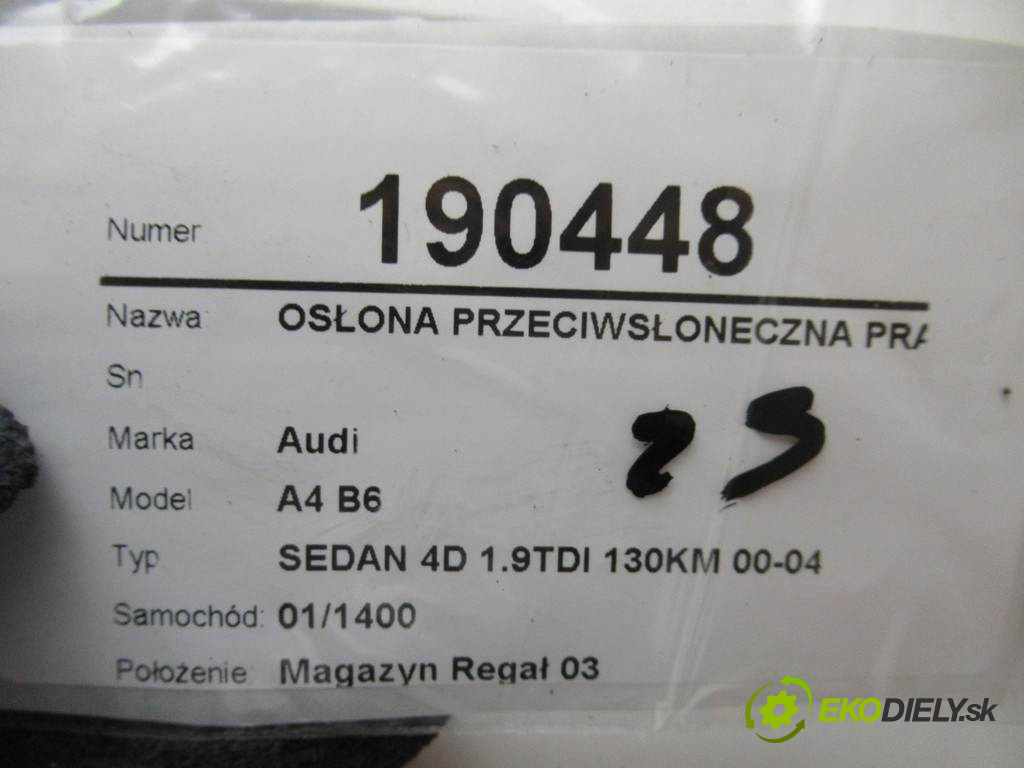 Numer 190448
Nazwa: OSŁONA PRZECIWSŁONECZNA PRA
Sn
Marka Audi
23
Model A4 B6
Typ SEDAN 4D 1.9TDI 130KM 00-04
Samochód: 01/1400
Położenie: Magazyn Regał 03
EKODIELY.sk